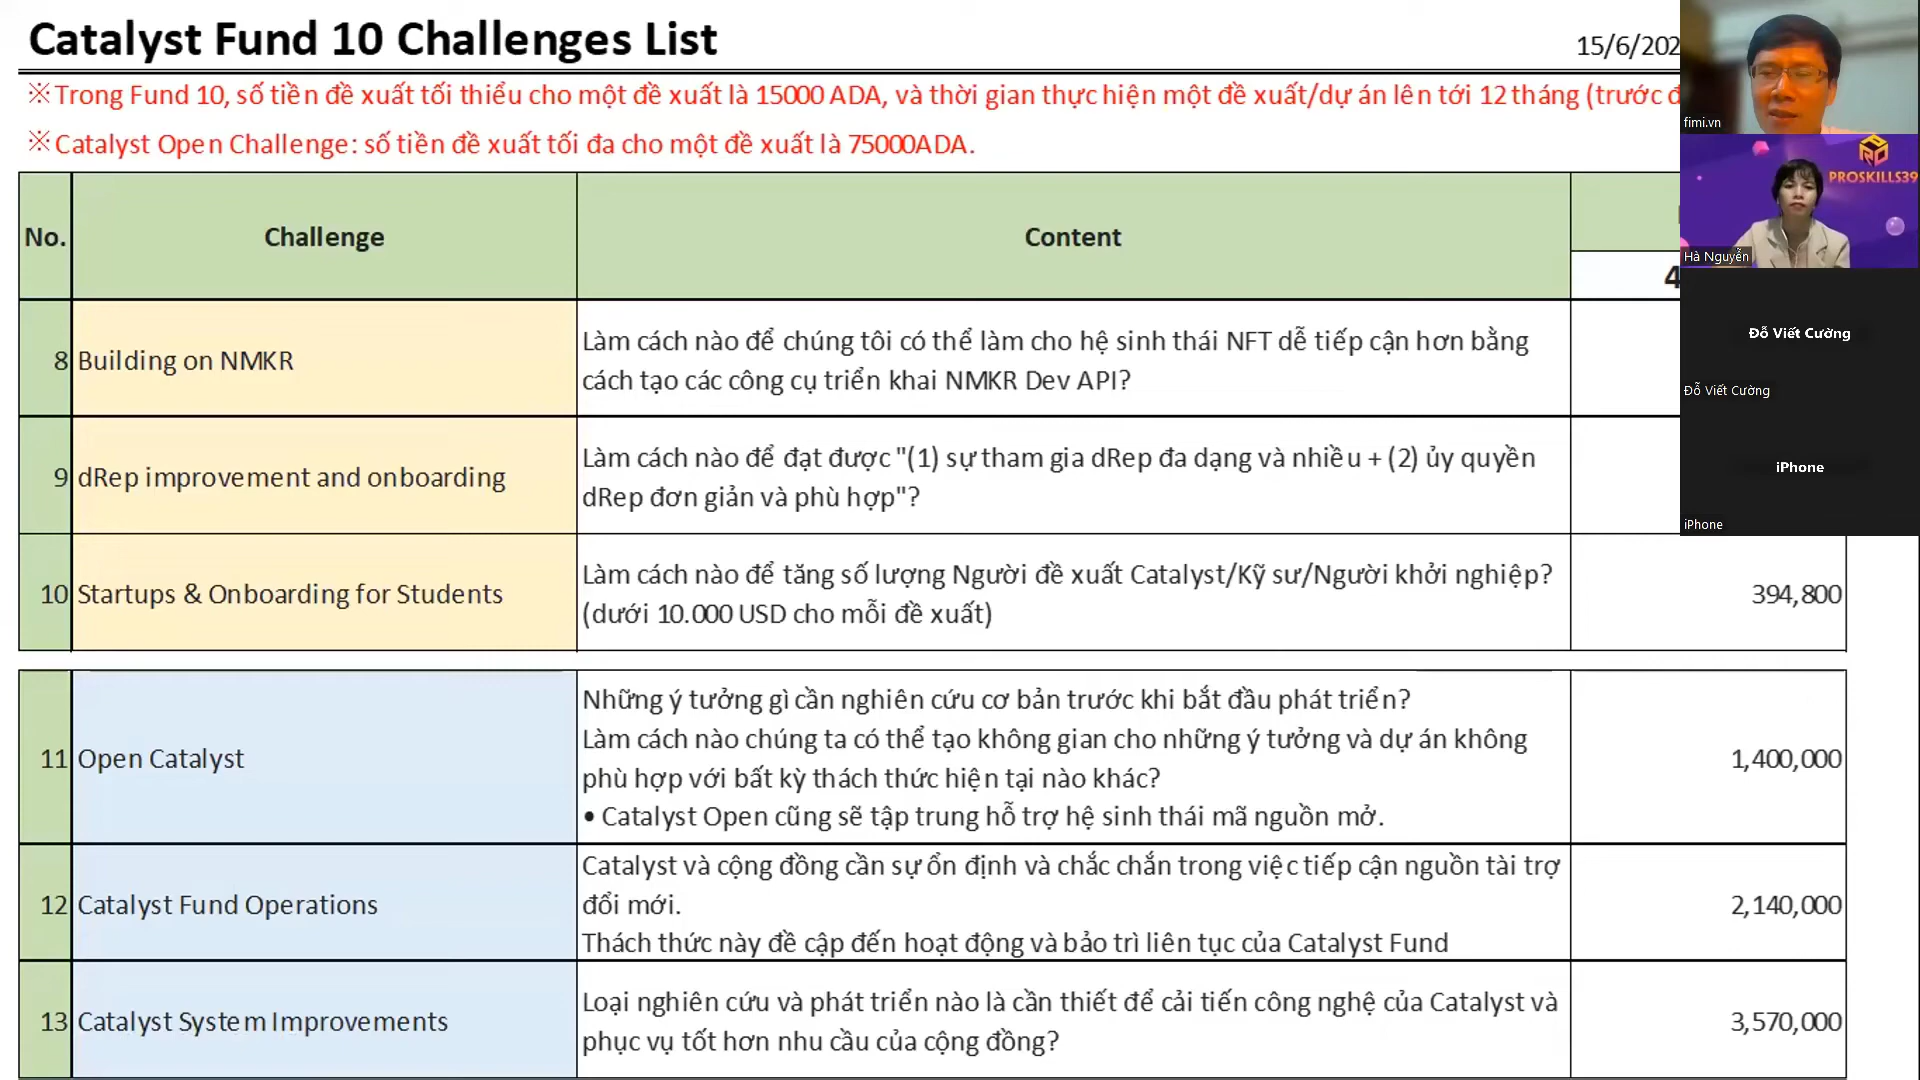 Catalyst Fund 10 Challenges List
15/6/202
※Trong Fund 10, số tiền đề xuất tối thiểu cho một đề xuất là 15000 ADA, và thời gian thực hiện một đề xuất/dự án lên tới 12 tháng (trước
※Catalyst Open Challenge: số tiền đề xuất tối đa cho một đề xuất là 75000ADA.
No.
Challenge
Content
4
8
Building on NMKR
Làm cách nào để chúng tôi có thể làm cho hệ sinh thái NFT dễ tiếp cận hơn bằng
cách tạo các công cụ triển khai NMKR Dev API?
9
dRep improvement and onboarding
Làm cách nào để đạt được "(1) sự tham gia dRep đa dạng và nhiều + (2) ủy quyền
dRep đơn giản và phù hợp"?
10
Startups & Onboarding for Students
Làm cách nào để tăng số lượng Người đề xuất Catalyst/Kỹ sư/Người khởi nghiệp?
(dưới 10.000 USD cho mỗi đề xuất)
394,800
11
Open Catalyst
Những ý tưởng gì cần nghiên cứu cơ bản trước khi bắt đầu phát triển?
Làm cách nào chúng ta có thể tạo không gian cho những ý tưởng và dự án không
phù hợp với bất kỳ thách thức hiện tại nào khác?
• Catalyst Open cũng sẽ tập trung hỗ trợ hệ sinh thái mã nguồn mở.
1,400,000
12
Catalyst Fund Operations
Catalyst và cộng đồng cần sự ổn định và chắc chắn trong việc tiếp cận nguồn tài trợ
đổi mới.
Thách thức này đề cập đến hoạt động và bảo trì liên tục của Catalyst Fund
2,140,000
13
Catalyst System Improvements
Loại nghiên cứu và phát triển nào là cần thiết để cải tiến công nghệ của Catalyst và
phục vụ tốt hơn nhu cầu của cộng đồng?
3,570,000
fimi.vn
PRO
PROSKILLS39
Hà Nguyễn
Đỗ Viết Cường
Đỗ Viết Cường
iPhone
iPhone